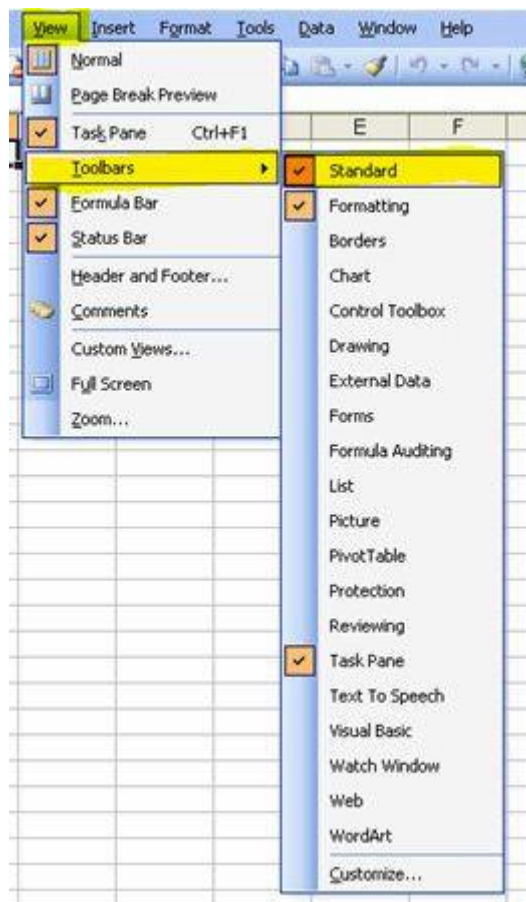 View Insert Format Tools Data Window Help
Normal
Page Break Preview
Task Pane Ctrl+F1
E F
Toolbars
Formula Bar
Status Bar
Header and Footer...
Comments
Custom Views...
Full Screen
Zoom...
Standard
Formatting
Borders
Chart
Control Toolbox
Drawing
External Data
Forms
Formula Auditing
List
Picture
PivotTable
Protection
Reviewing
Task Pane
Text To Speech
Visual Basic
Watch Window
Web
WordArt
Customize...